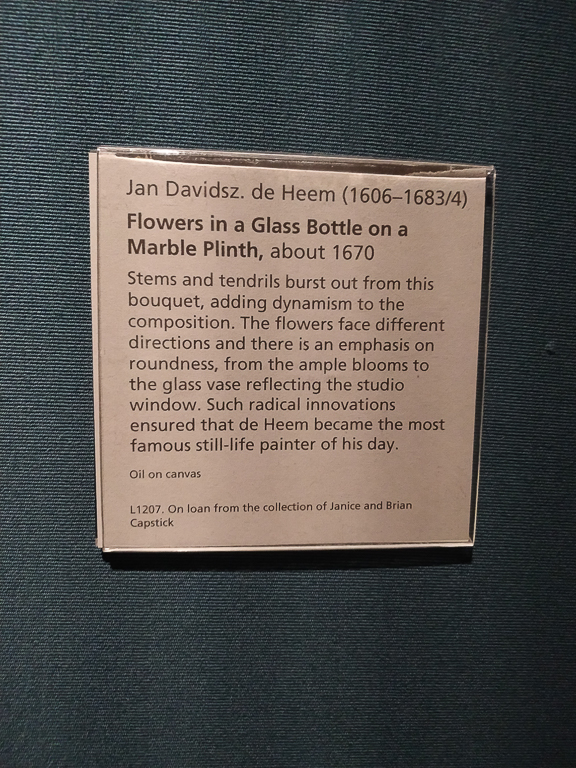 Jan Davidsz. de Heem (1606–1683/4)
Flowers in a Glass Bottle on a
Marble Plinth, about 1670
Stems and tendrils burst out from this
bouquet, adding dynamism to the
composition. The flowers face different
directions and there is an emphasis on
roundness, from the ample blooms to
the glass vase reflecting the studio
window. Such radical innovations
ensured that de Heem became the most
famous still-life painter of his day.
Oil on canvas
L1207. On loan from the collection of Janice and Brian
Capstick